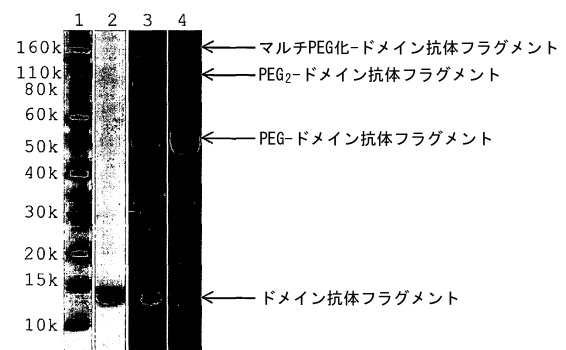 1 2 3 4
160k マルチPEG化-ドメイン抗体フラグメント
110k PEG2-ドメイン抗体フラグメント
80k
60k
50k PEG-ドメイン抗体フラグメント
40k
30k
20k
15k
ドメイン抗体フラグメント
10k